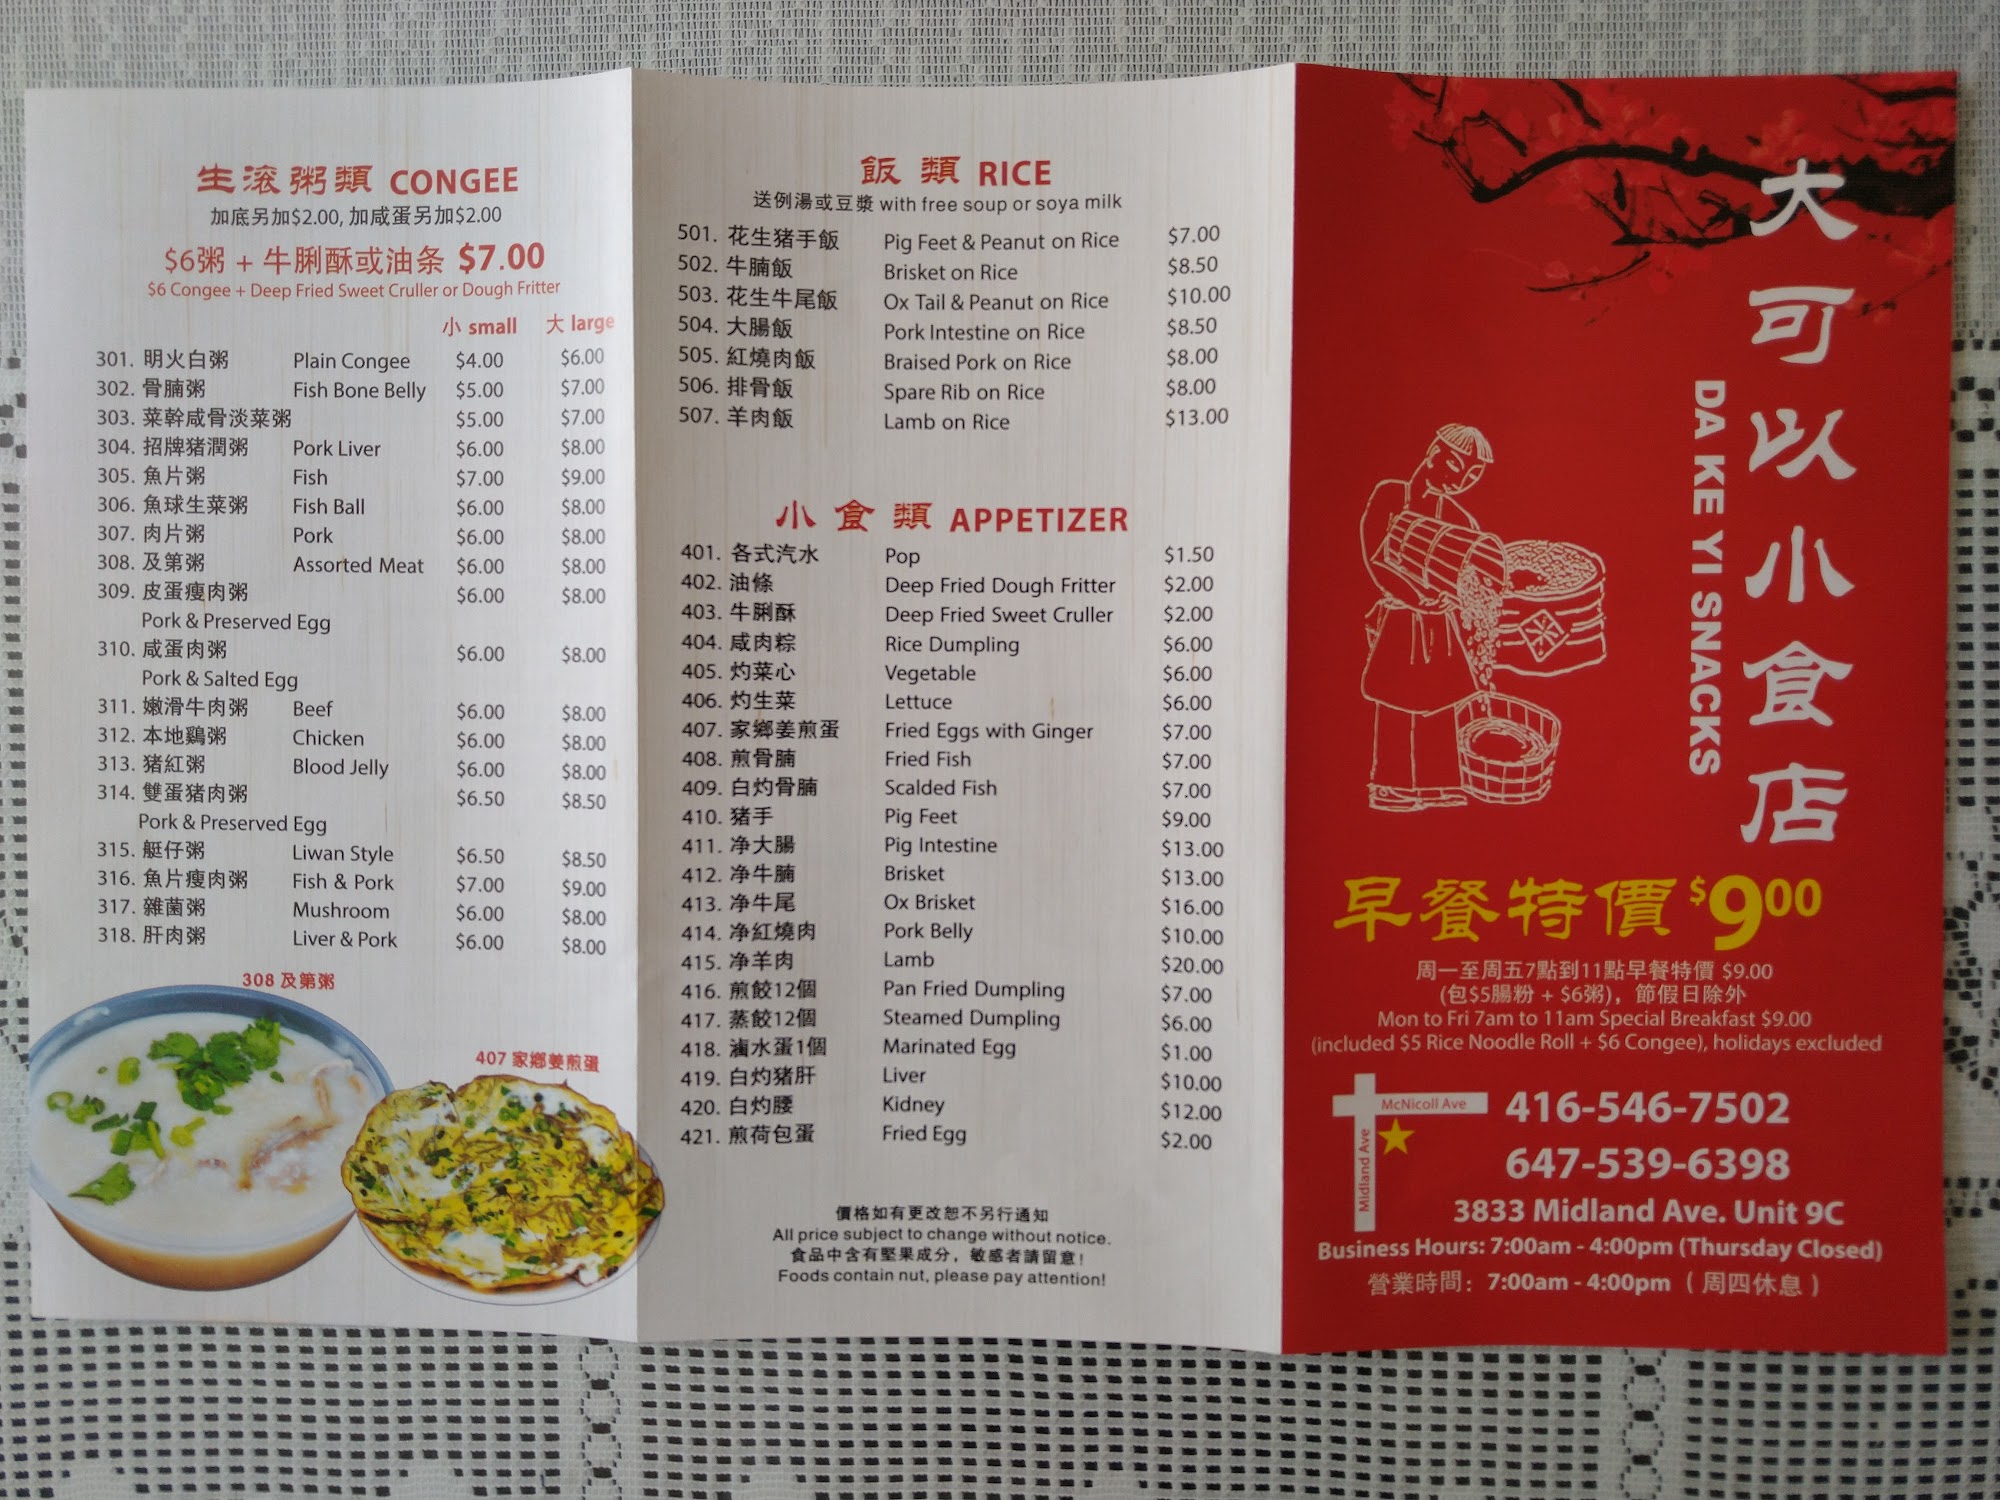 生滚粥類 CONGEE
加底另加$2.00, 加咸蛋另加$2.00
$6粥 + 牛脷酥或油条 $7.00
$6 Congee + Deep Fried Sweet Cruller or Dough Fritter
小 small 大 large
301. 明火白粥 Plain Congee $4.00 $6.00
302. 骨腩粥 Fish Bone Belly $5.00 $7.00
303. 菜幹咸骨淡菜粥 $5.00 $7.00
304. 招牌猪潤粥 Pork Liver $6.00 $8.00
305. 魚片粥 Fish $7.00 $9.00
306. 魚球生菜粥 Fish Ball $6.00 $8.00
307. 肉片粥 Pork $6.00 $8.00
308. 及第粥 Assorted Meat $6.00 $8.00
309. 皮蛋瘦肉粥 $6.00 $8.00
Pork & Preserved Egg
310. 咸蛋肉粥 $6.00 $8.00
Pork & Salted Egg
311. 嫩滑牛肉粥 Beef $6.00 $8.00
312. 本地鷄粥 Chicken $6.00 $8.00
313. 猪紅粥 Blood Jelly $6.00 $8.00
314. 雙蛋猪肉粥 $6.50 $8.50
Pork & Preserved Egg
315. 艇仔粥 Liwan Style $6.50 $8.50
316. 魚片瘦肉粥 Fish & Pork $7.00 $9.00
317. 雜菌粥 Mushroom $6.00 $8.00
318. 肝肉粥 Liver & Pork $6.00 $8.00
308 及第粥
407 家鄉姜煎蛋
飯類 RICE
送例湯或豆漿 with free soup or soya milk
501. 花生猪手飯 Pig Feet & Peanut on Rice $7.00
502. 牛腩飯 Brisket on Rice $8.50
503. 花生牛尾飯 Ox Tail & Peanut on Rice $10.00
504. 大腸飯 Pork Intestine on Rice $8.50
505. 紅燒肉飯 Braised Pork on Rice $8.00
506. 排骨飯 Spare Rib on Rice $8.00
507. 羊肉飯 Lamb on Rice $13.00
小食類 APPETIZER
401. 各式汽水 Pop $1.50
402. 油條 Deep Fried Dough Fritter $2.00
403. 牛脷酥 Deep Fried Sweet Cruller $2.00
404. 咸肉粽 Rice Dumpling $6.00
405. 灼菜心 Vegetable $6.00
406. 灼生菜 Lettuce $6.00
407. 家鄉姜煎蛋 Fried Eggs with Ginger $7.00
408. 煎骨腩 Fried Fish $7.00
409. 白灼骨腩 Scalded Fish $7.00
410. 猪手 Pig Feet $9.00
411. 净大腸 Pig Intestine $13.00
412. 净牛腩 Brisket $13.00
413. 净牛尾 Ox Brisket $16.00
414. 净紅燒肉 Pork Belly $10.00
415. 净羊肉 Lamb $20.00
416. 煎餃12個 Pan Fried Dumpling $7.00
417. 蒸餃12個 Steamed Dumpling $6.00
418. 滷水蛋1個 Marinated Egg $1.00
419. 白灼猪肝 Liver $10.00
420. 白灼腰 Kidney $12.00
421. 煎荷包蛋 Fried Egg $2.00
價格如有更改恕不另行通知
All price subject to change without notice.
食品中含有堅果成分，敏感者請留意！
Foods contain nut, please pay attention!
大可以小食店
DA KE YI SNACKS
早餐特價 $9.00
周一至周五7點到11點早餐特價 $9.00
(包$5腸粉 + $6粥)，節假日除外
Mon to Fri 7am to 11am Special Breakfast $9.00
(included $5 Rice Noodle Roll + $6 Congee), holidays excluded
McNicoll Ave
Midland Ave
416-546-7502
647-539-6398
3833 Midland Ave. Unit 9C
Business Hours: 7:00am - 4:00pm (Thursday Closed)
營業時間：7:00am - 4:00pm（周四休息）